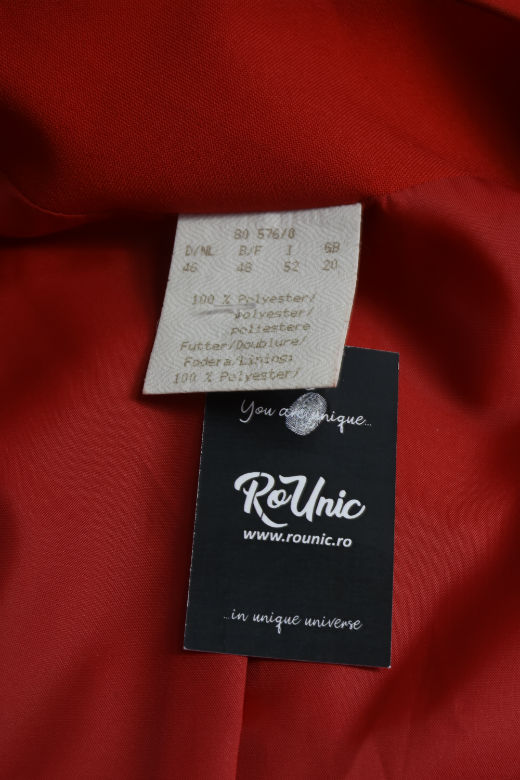 80 576/0
D/NL B/F I GB
46 48 52 20
100 % Polyester/
polyester/
poliestere
Futter/Doublure/
Fodera/Lining:
100 % Polyester/
You are unique...
RoUnic
www.rounic.ro
...in unique universe